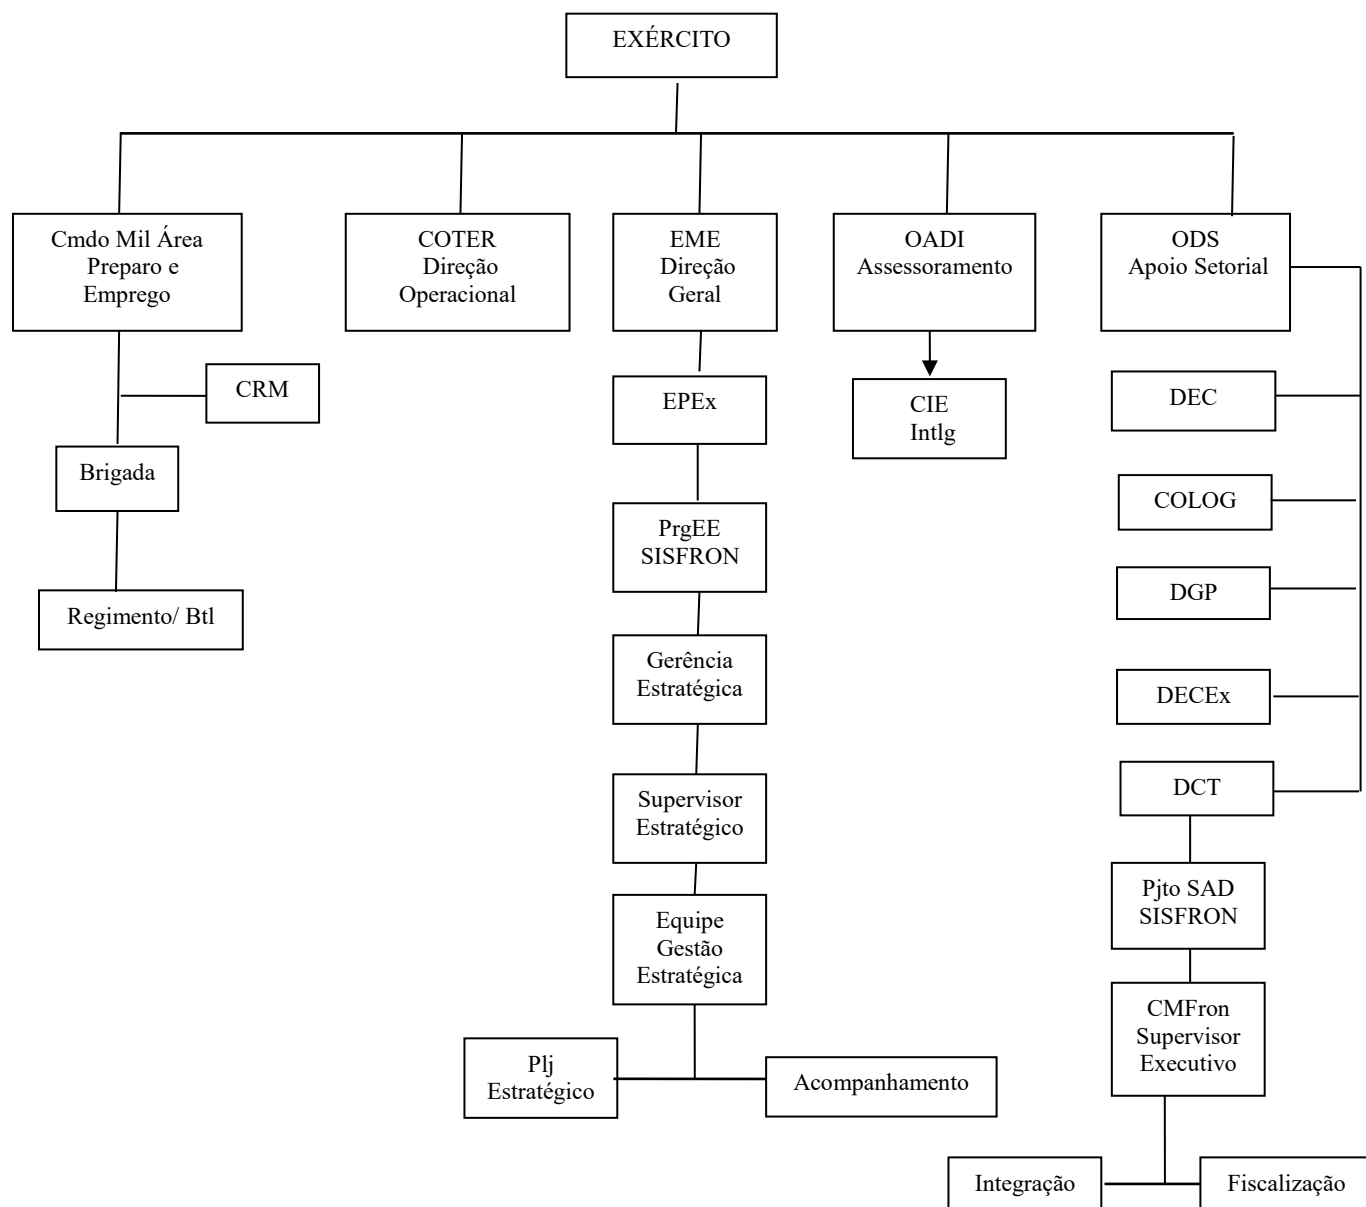 EXÉRCITO
Cmdo Mil Área
Preparo e
Emprego
COTER
Direção
Operacional
EME
Direção
Geral
OADI
Assessoramento
ODS
Apoio Setorial
CRM
EPEx
CIE
Intlg
DEC
Brigada
COLOG
PrgEE
SISFRON
DGP
Regimento/ Btl
Gerência
Estratégica
DECEx
Supervisor
Estratégico
DCT
Pjto SAD
SISFRON
Equipe
Gestão
Estratégica
CMFron
Supervisor
Executivo
Plj
Estratégico
Acompanhamento
Integração
Fiscalização